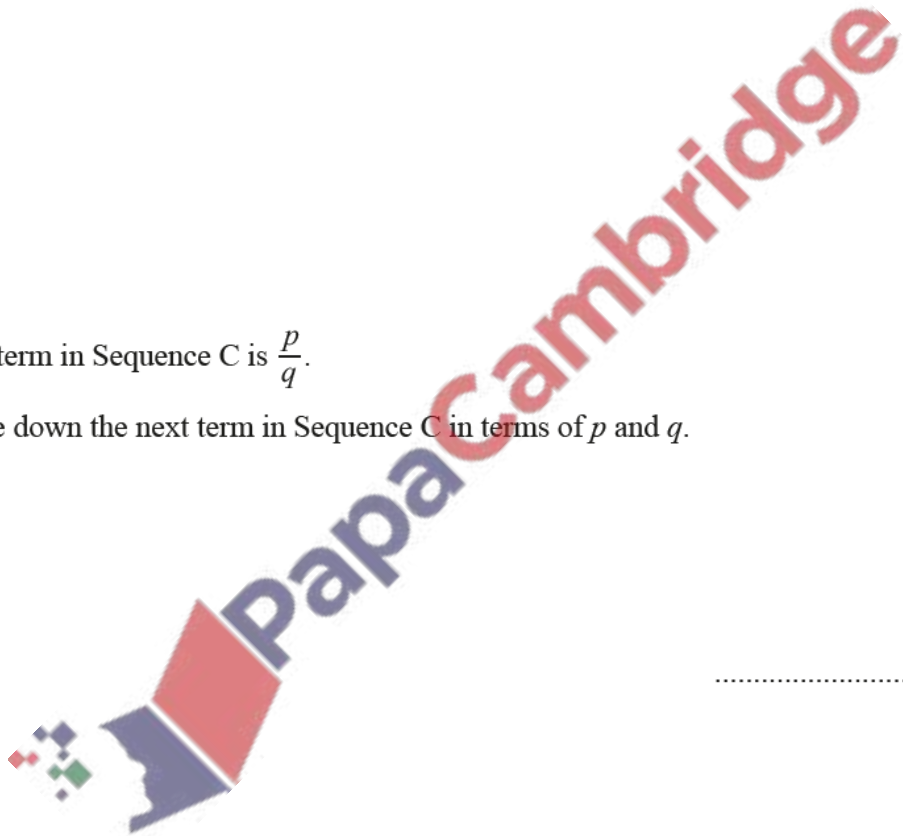 term in Sequence C is p/q.
down the next term in Sequence C in terms of p and q.
PapaCambridge